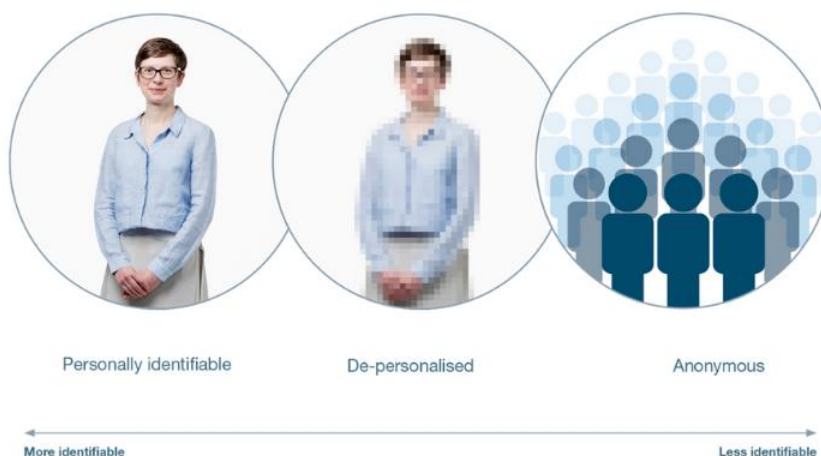 Personally identifiable
De-personalised
Anonymous
More identifiable
Less identifiable